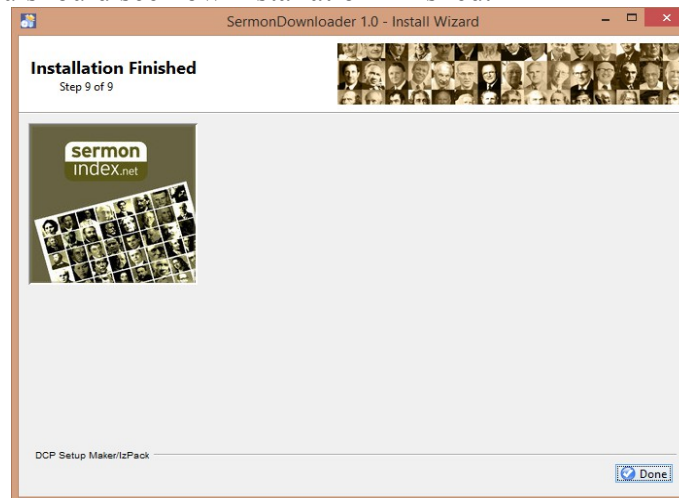 SermonDownloader 1.0 - Install Wizard
Installation Finished
Step 9 of 9
sermon
index.net
DCP Setup Maker/IzPack
Done